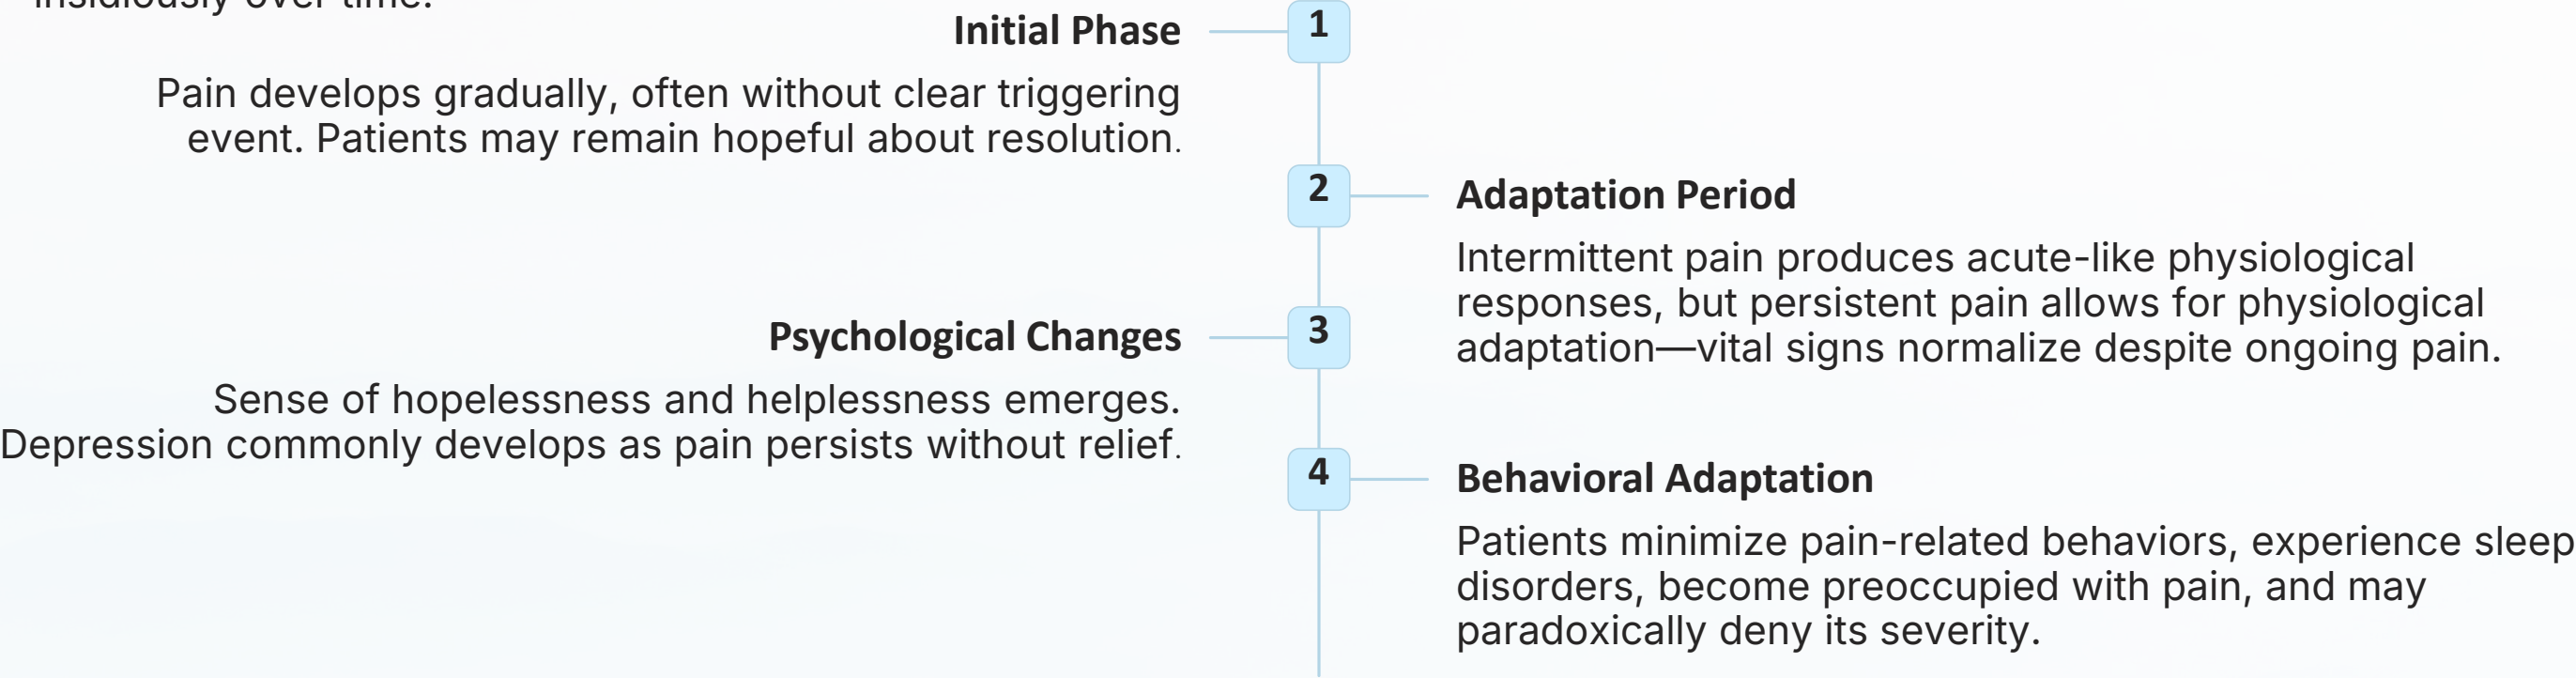 insidiously over time.
Initial Phase
1
Pain develops gradually, often without clear triggering
event. Patients may remain hopeful about resolution.
2
Adaptation Period
Intermittent pain produces acute-like physiological
responses, but persistent pain allows for physiological
adaptation—vital signs normalize despite ongoing pain.
Psychological Changes
3
Sense of hopelessness and helplessness emerges.
Depression commonly develops as pain persists without relief.
4
Behavioral Adaptation
Patients minimize pain-related behaviors, experience sleep
disorders, become preoccupied with pain, and may
paradoxically deny its severity.